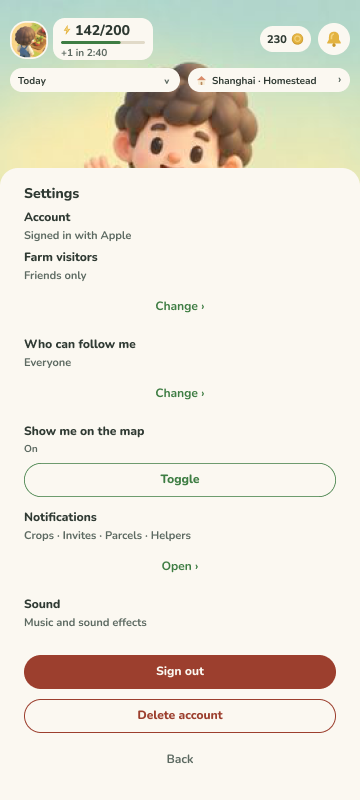 142/200
+1 in 2:40
230
Today
Shanghai · Homestead ›
Settings
Account
Signed in with Apple
Farm visitors
Friends only
Change ›
Who can follow me
Everyone
Change ›
Show me on the map
On
Toggle
Notifications
Crops · Invites · Parcels · Helpers
Open ›
Sound
Music and sound effects
Sign out
Delete account
Back